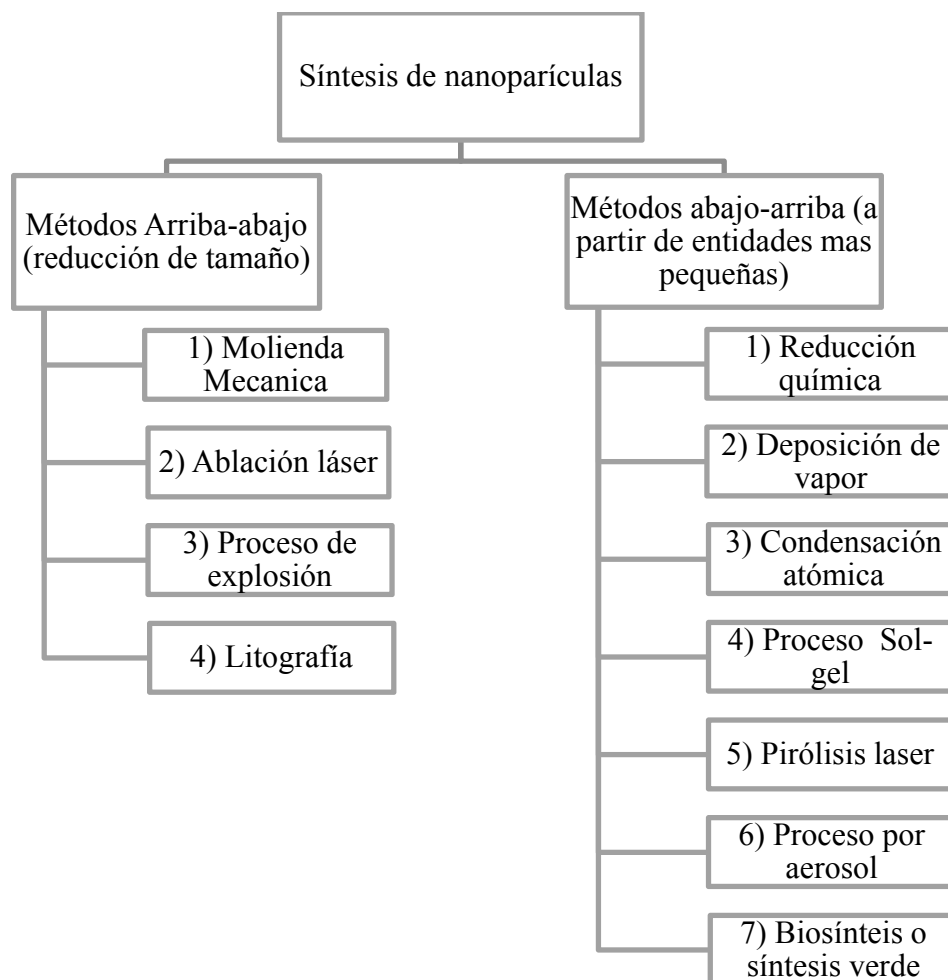 Síntesis de nanoparículas
Métodos Arriba-abajo
(reducción de tamaño)
1) Molienda
Mecanica
2) Ablación láser
3) Proceso de
explosión
4) Litografía
Métodos abajo-arriba (a
partir de entidades mas
pequeñas)
1) Reducción
química
2) Deposición de
vapor
3) Condensación
atómica
4) Proceso Sol-
gel
5) Pirólisis laser
6) Proceso por
aerosol
7) Biosínteis o
síntesis verde